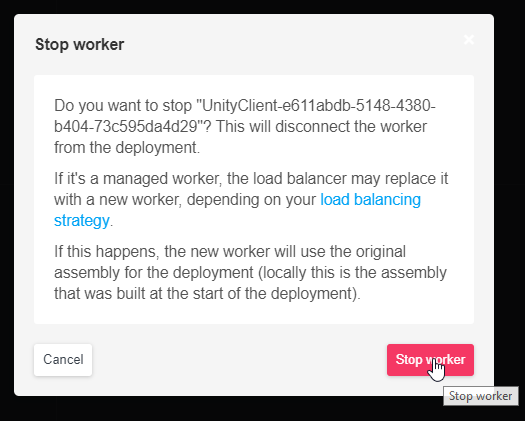 Stop worker
Do you want to stop "UnityClient-e611abdb-5148-4380-
b404-73c595da4d29"? This will disconnect the worker
from the deployment.
If it's a managed worker, the load balancer may replace it
with a new worker, depending on your load balancing
strategy.
If this happens, the new worker will use the original
assembly for the deployment (locally this is the assembly
that was built at the start of the deployment).
Cancel
Stop worker
Stop worker